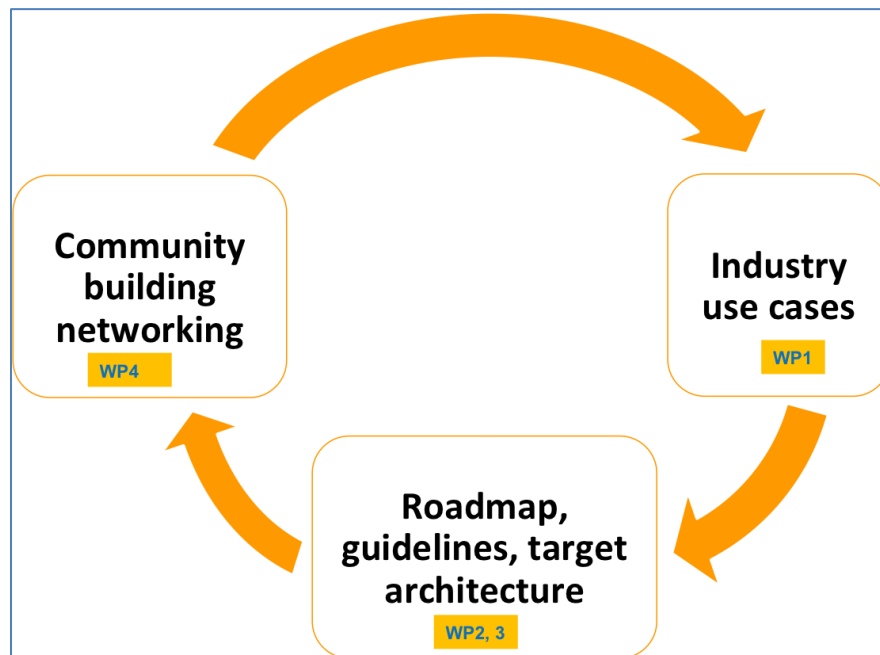 Community
building
networking
WP4
Industry
use cases
WP1
Roadmap,
guidelines, target
architecture
WP2, 3